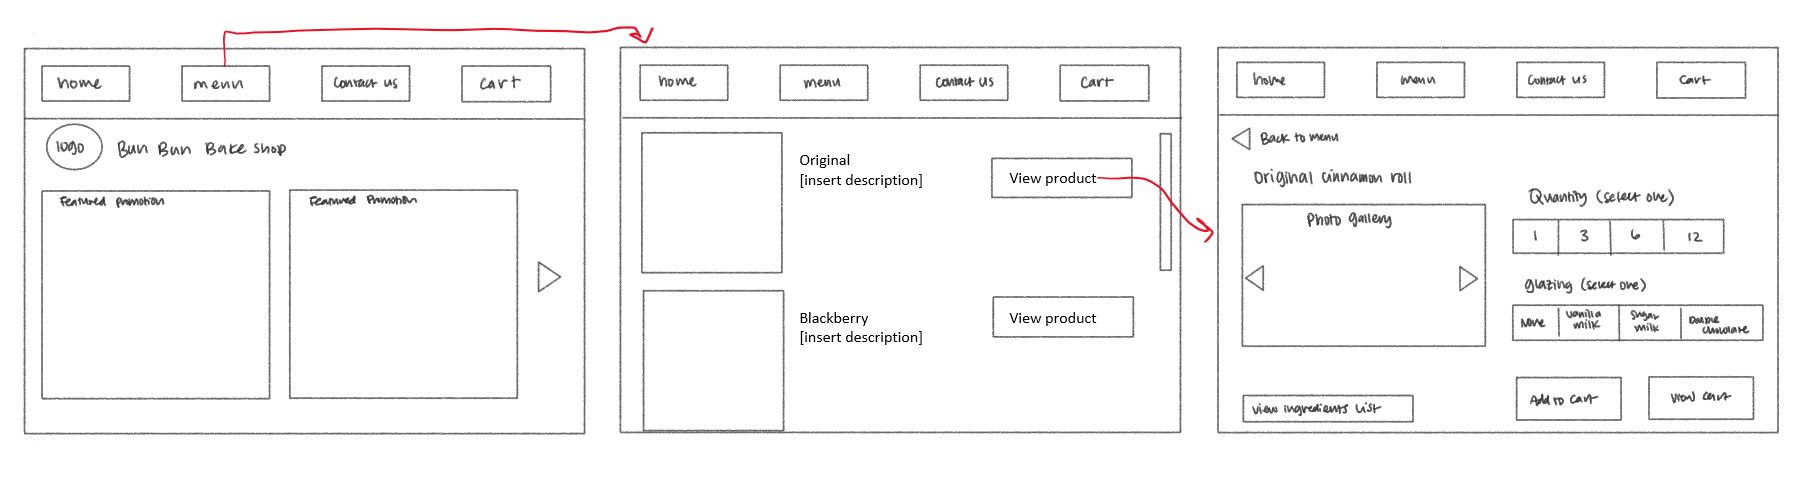 home
menu
Contact us
Cart
logo
Bun Bun Bake Shop
Featured Promotion
Featured Promotion
home
menu
Contact us
Cart
Original
[insert description]
View product
Blackberry
[insert description]
View product
home
menu
Contact us
Cart
Back to menu
Original cinnamon roll
Photo gallery
View ingredients list
Quantity (select one)
1 3 6 12
glazing (select one)
None
Vanilla
milk
Sugar
milk
Double
chocolate
Add to cart
View cart